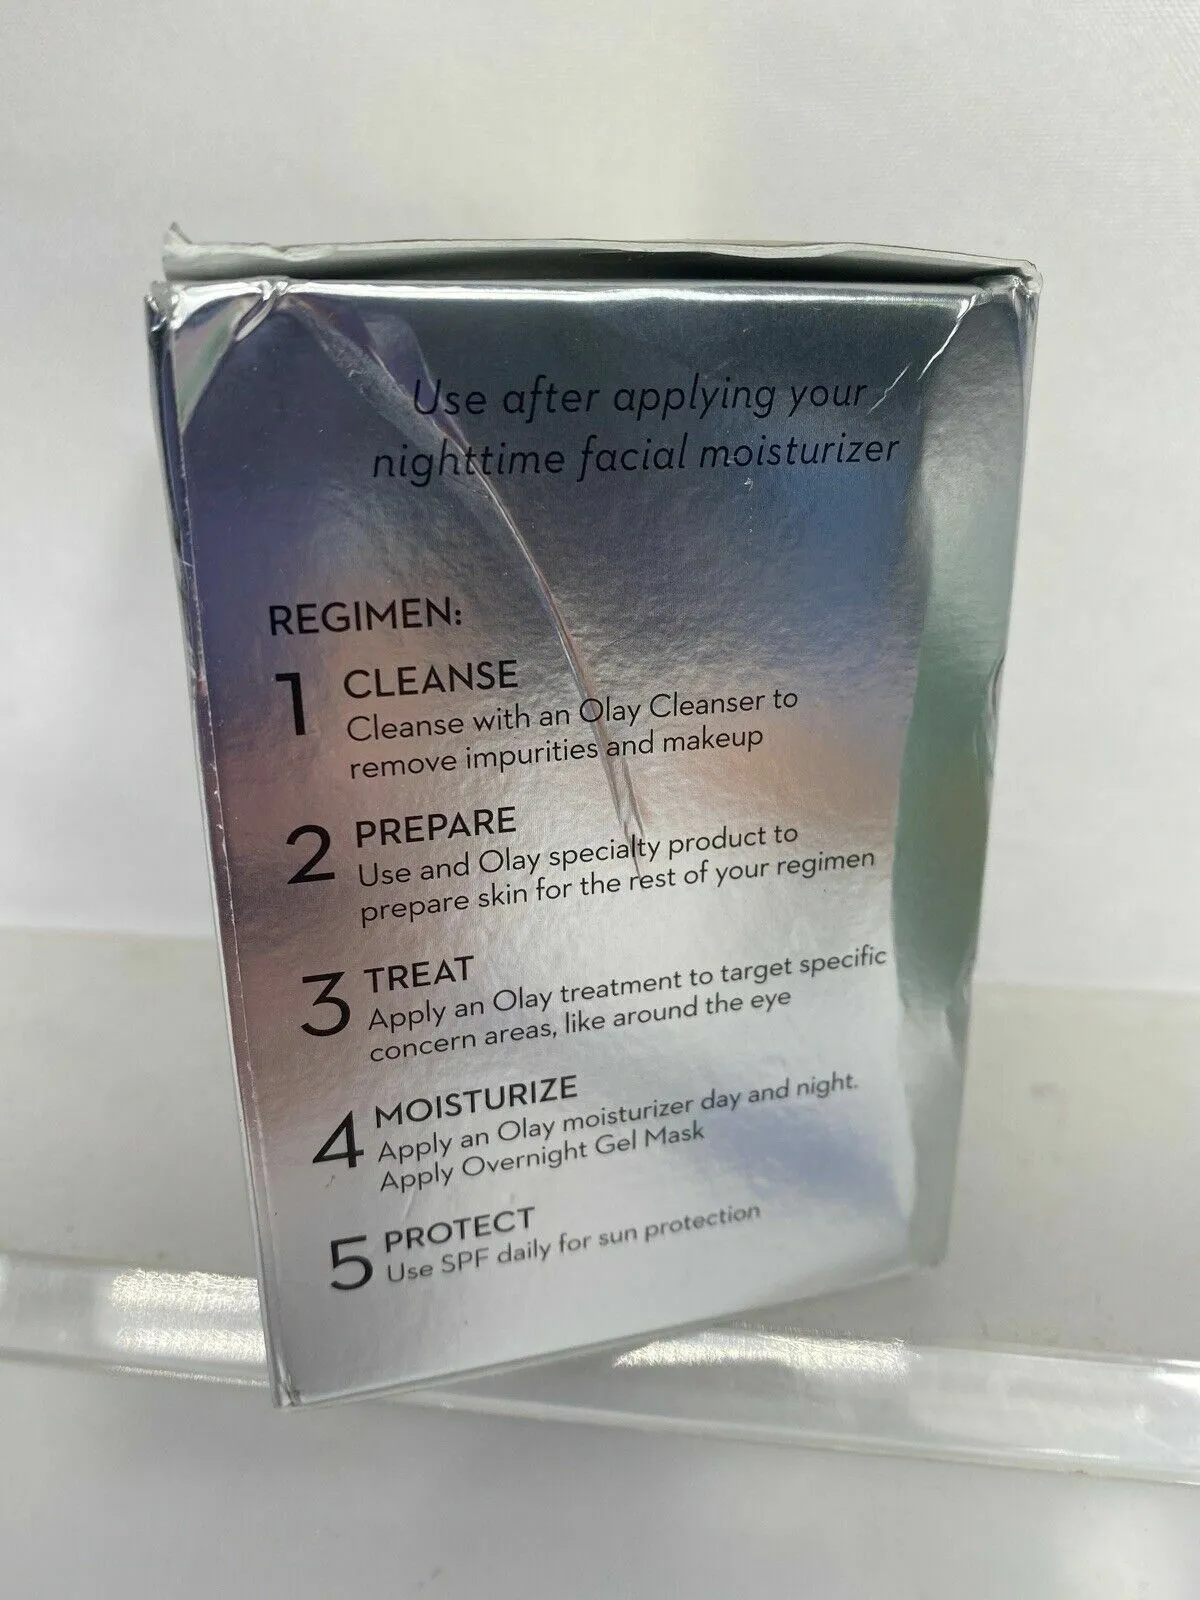 Use after applying your
nighttime facial moisturizer
REGIMEN:
1 CLEANSE
Cleanse with an Olay Cleanser to
remove impurities and makeup
2 PREPARE
Use and Olay specialty product to
prepare skin for the rest of your regimen
3 TREAT
Apply an Olay treatment to target specific
concern areas, like around the eye
4 MOISTURIZE
Apply an Olay moisturizer day and night.
Apply Overnight Gel Mask
5 PROTECT
Use SPF daily for sun protection